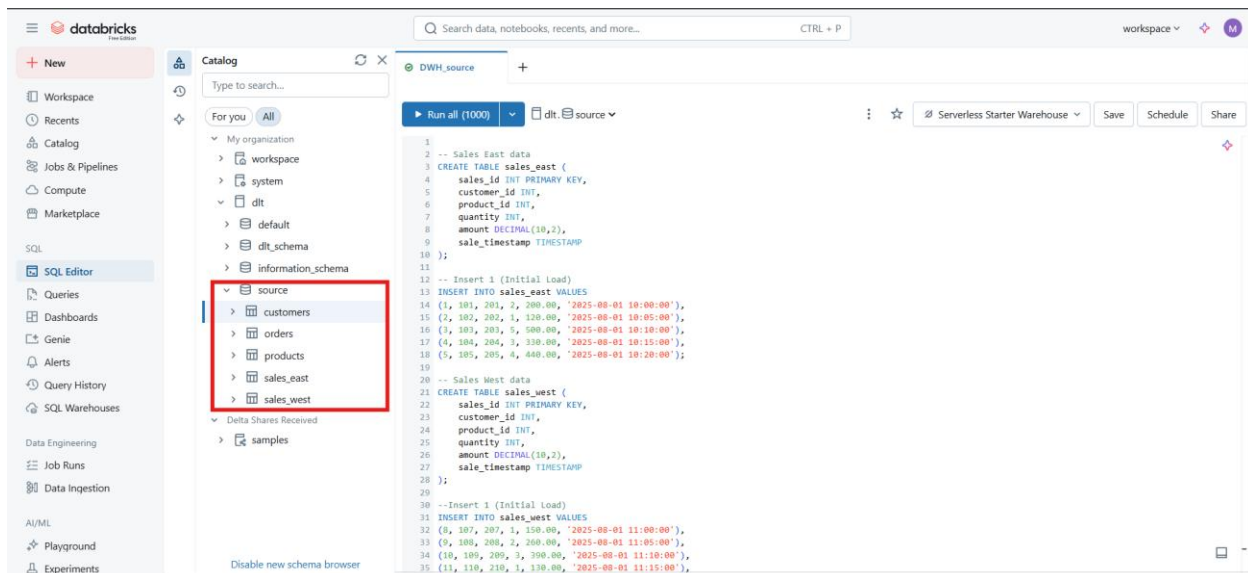 databricks
Free Edition
Search data, notebooks, recents, and more...
CTRL + P
workspace
M
New
Workspace
Recents
Catalog
Jobs & Pipelines
Compute
Marketplace
SQL
SQL Editor
Queries
Dashboards
Genie
Alerts
Query History
SQL Warehouses
Data Engineering
Job Runs
Data Ingestion
AI/ML
Playground
Experiments
Catalog
Type to search...
For you All
My organization
workspace
system
dlt
default
dlt_schema
information_schema
source
customers
orders
products
sales_east
sales_west
Delta Shares Received
samples
Disable new schema browser
DWH_source +
Run all (1000) dlt. source
Serverless Starter Warehouse Save Schedule Share
1
2 -- Sales East data
3 CREATE TABLE sales_east (
4 sales_id INT PRIMARY KEY,
5 customer_id INT,
6 product_id INT,
7 quantity INT,
8 amount DECIMAL(10,2),
9 sale_timestamp TIMESTAMP
10 );
11
12 -- Insert 1 (Initial Load)
13 INSERT INTO sales_east VALUES
14 (1, 101, 201, 2, 200.00, '2025-08-01 10:00:00'),
15 (2, 102, 202, 1, 120.00, '2025-08-01 10:05:00'),
16 (3, 103, 203, 5, 500.00, '2025-08-01 10:10:00'),
17 (4, 104, 204, 3, 330.00, '2025-08-01 10:15:00'),
18 (5, 105, 205, 4, 440.00, '2025-08-01 10:20:00');
19
20 -- Sales West data
21 CREATE TABLE sales_west (
22 sales_id INT PRIMARY KEY,
23 customer_id INT,
24 product_id INT,
25 quantity INT,
26 amount DECIMAL(10,2),
27 sale_timestamp TIMESTAMP
28 );
29
30 --Insert 1 (Initial Load)
31 INSERT INTO sales_west VALUES
32 (8, 107, 207, 1, 150.00, '2025-08-01 11:00:00'),
33 (9, 108, 208, 2, 260.00, '2025-08-01 11:05:00'),
34 (10, 109, 209, 3, 390.00, '2025-08-01 11:10:00'),
35 (11, 110, 210, 1, 130.00, '2025-08-01 11:15:00'),